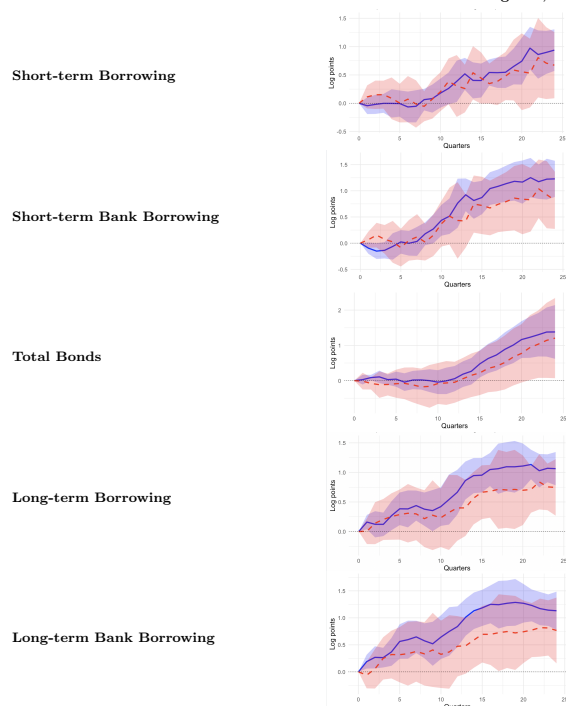 Short-term Borrowing
Log points
1.5
1.0
0.5
0.0
-0.5
0 5 10 15 20 25
Quarters
Short-term Bank Borrowing
Log points
1.5
1.0
0.5
0.0
-0.5
0 5 10 15 20 25
Quarters
Total Bonds
Log points
2
1
0
0 5 10 15 20 25
Quarters
Long-term Borrowing
Log points
1.5
1.0
0.5
0.0
0 5 10 15 20 25
Quarters
Long-term Bank Borrowing
Log points
1.5
1.0
0.5
0.0
0 5 10 15 20 25